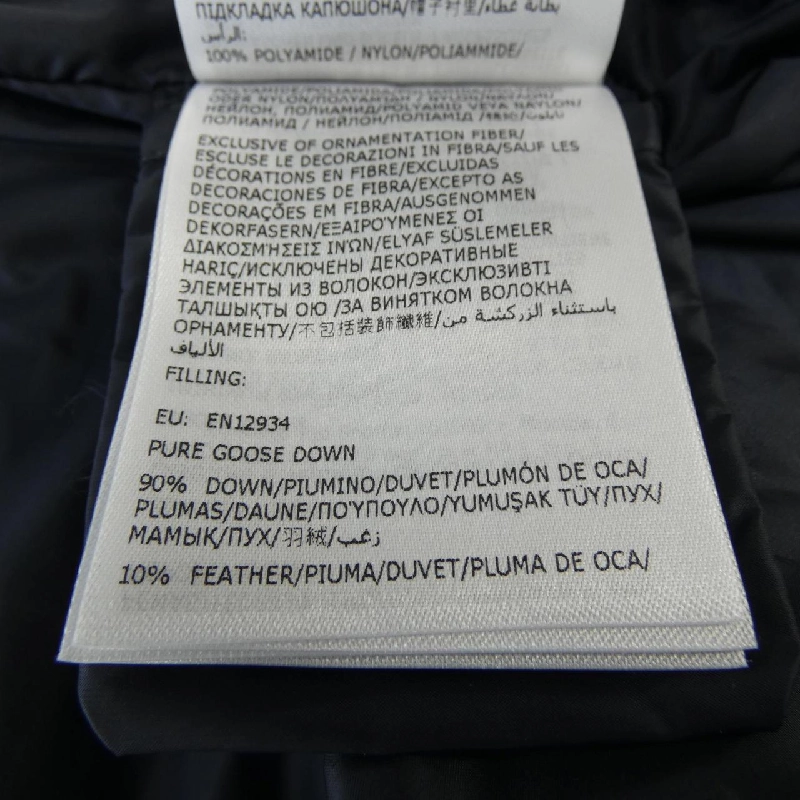 ПІДКЛАДКА КАПЮШОНА/帽子衬里/بطانة غطاء
الرأس:
100% POLYAMIDE / NYLON/POLIAMMIDE/
НЕЙЛОН, ПОЛИАМИД/POLYAMID VEYA NAYLON/
ПОЛИАМИД / НЕЙЛОН/ПОЛІАМІД
EXCLUSIVE OF ORNAMENTATION FIBER/
ESCLUSE LE DECORAZIONI IN FIBRA/SAUF LES
DÉCORATIONS EN FIBRE/EXCLUIDAS
DECORACIONES DE FIBRA/EXCEPTO AS
DECORAÇÕES EM FIBRA/AUSGENOMMEN
DEKORFASERN/ΕΞΑΙΡΟΎΜΕΝΕΣ ΟΙ
ΔΙΑΚΟΣΜΉΣΕΙΣ ΙΝΏΝ/ELYAF SÜSLEMELER
HARIÇ/ИСКЛЮЧЕНЫ ДЕКОРАТИВНЫЕ
ЭЛЕМЕНТЫ ИЗ ВОЛОКОН/ЭКСКЛЮЗИВТІ
ТАЛШЫҚТЫ ОЮ /ЗА ВИНЯТКОМ ВОЛОКНА
ОРНАМЕНТУ/不包括裝飾纖維/باستثناء الزركشة من
الألياف
FILLING:
EU: EN12934
PURE GOOSE DOWN
90% DOWN/PIUMINO/DUVET/PLUMÓN DE OCA/
PLUMAS/DAUNE/ΠΟΎΠΟΥΛΟ/YUMUŞAK TÜY/ПУХ/
МАМЫҚ/ПУХ/羽絨/زغب
10% FEATHER/PIUMA/DUVET/PLUMA DE OCA/